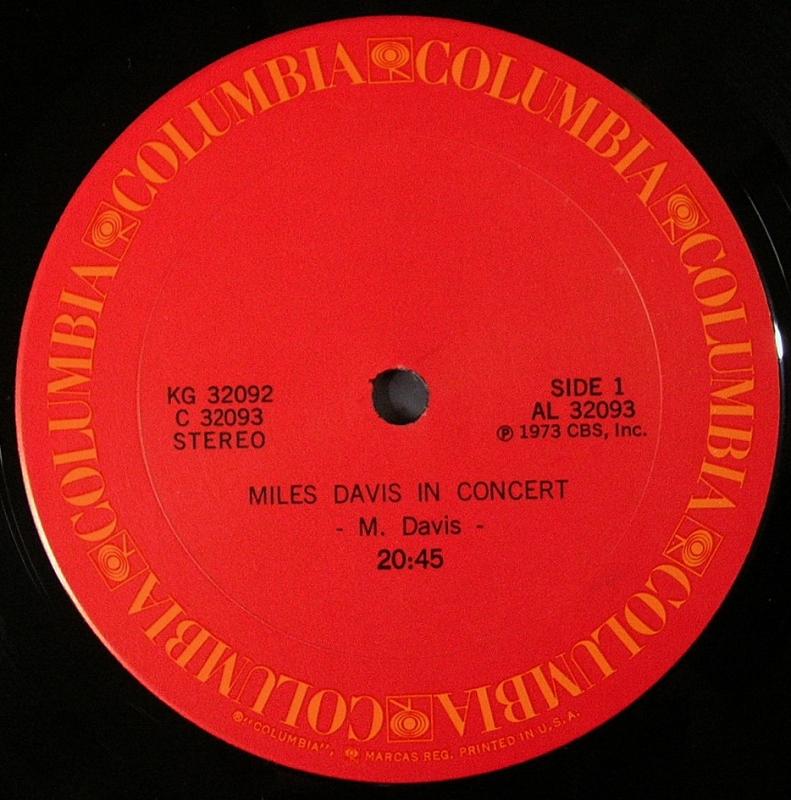 COLUMBIA COLUMBIA COLUMBIA COLUMBIA COLUMBIA COLUMBIA COLUMBIA COLUMBIA
KG 32092
C 32093
STEREO
SIDE 1
AL 32093
℗ 1973 CBS, Inc.
MILES DAVIS IN CONCERT
- M. Davis -
20:45
®"COLUMBIA", MARCAS REG. PRINTED IN U.S.A.